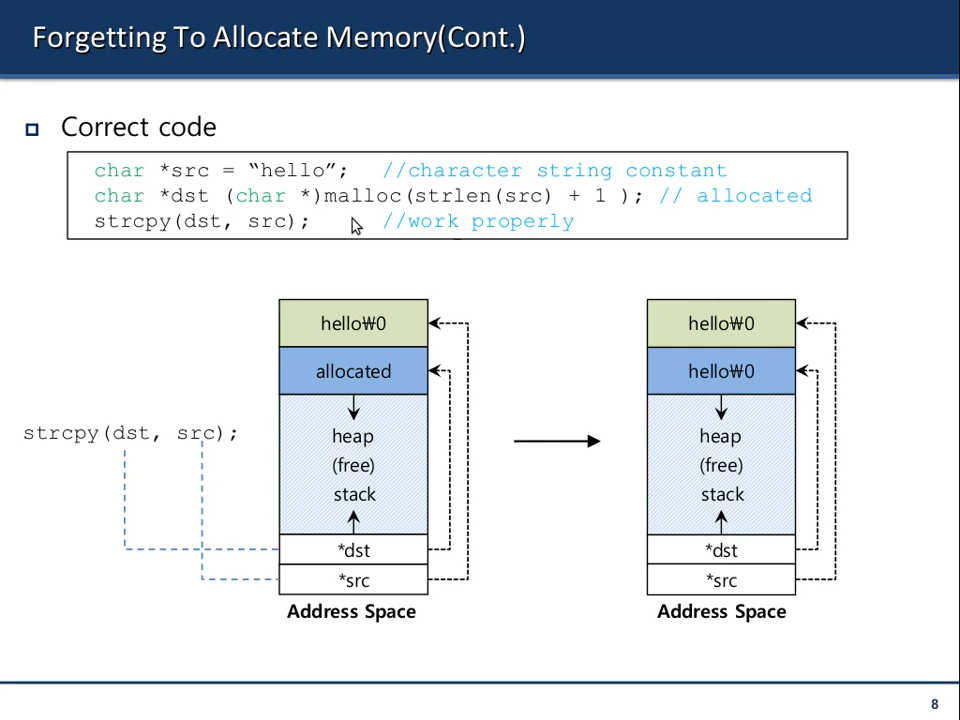 Forgetting To Allocate Memory(Cont.)
Correct code
char *src = “hello”; //character string constant
char *dst (char *)malloc(strlen(src) + 1 ); // allocated
strcpy(dst, src); //work properly
strcpy(dst, src);
hello₩0
allocated
heap
(free)
stack
*dst
*src
Address Space
hello₩0
hello₩0
heap
(free)
stack
*dst
*src
Address Space
8